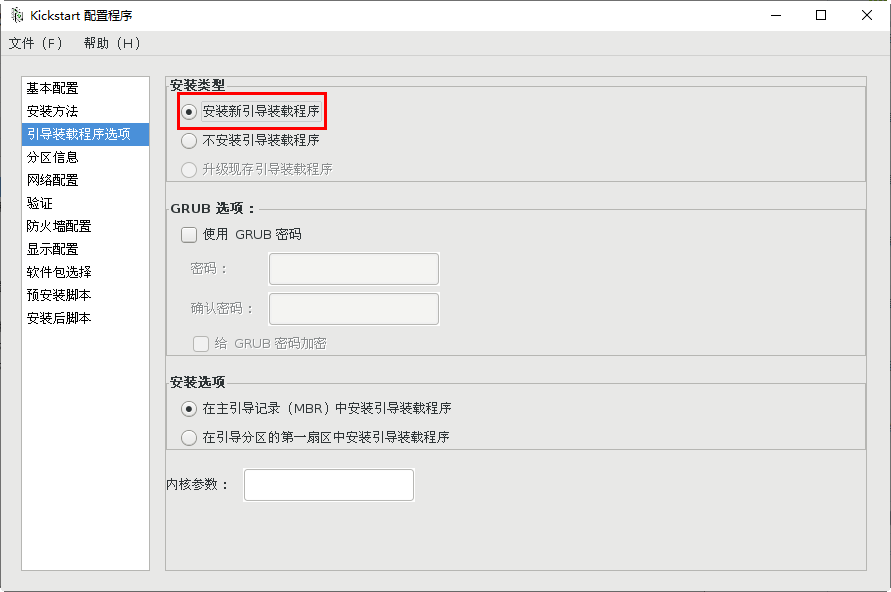 Kickstart 配置程序
文件（F） 帮助（H）
基本配置
安装方法
引导装载程序选项
分区信息
网络配置
验证
防火墙配置
显示配置
软件包选择
预安装脚本
安装后脚本
安装类型
安装新引导装载程序
不安装引导装载程序
升级现存引导装载程序
GRUB 选项：
使用 GRUB 密码
密码：
确认密码：
给 GRUB 密码加密
安装选项
在主引导记录（MBR）中安装引导装载程序
在引导分区的第一扇区中安装引导装载程序
内核参数：